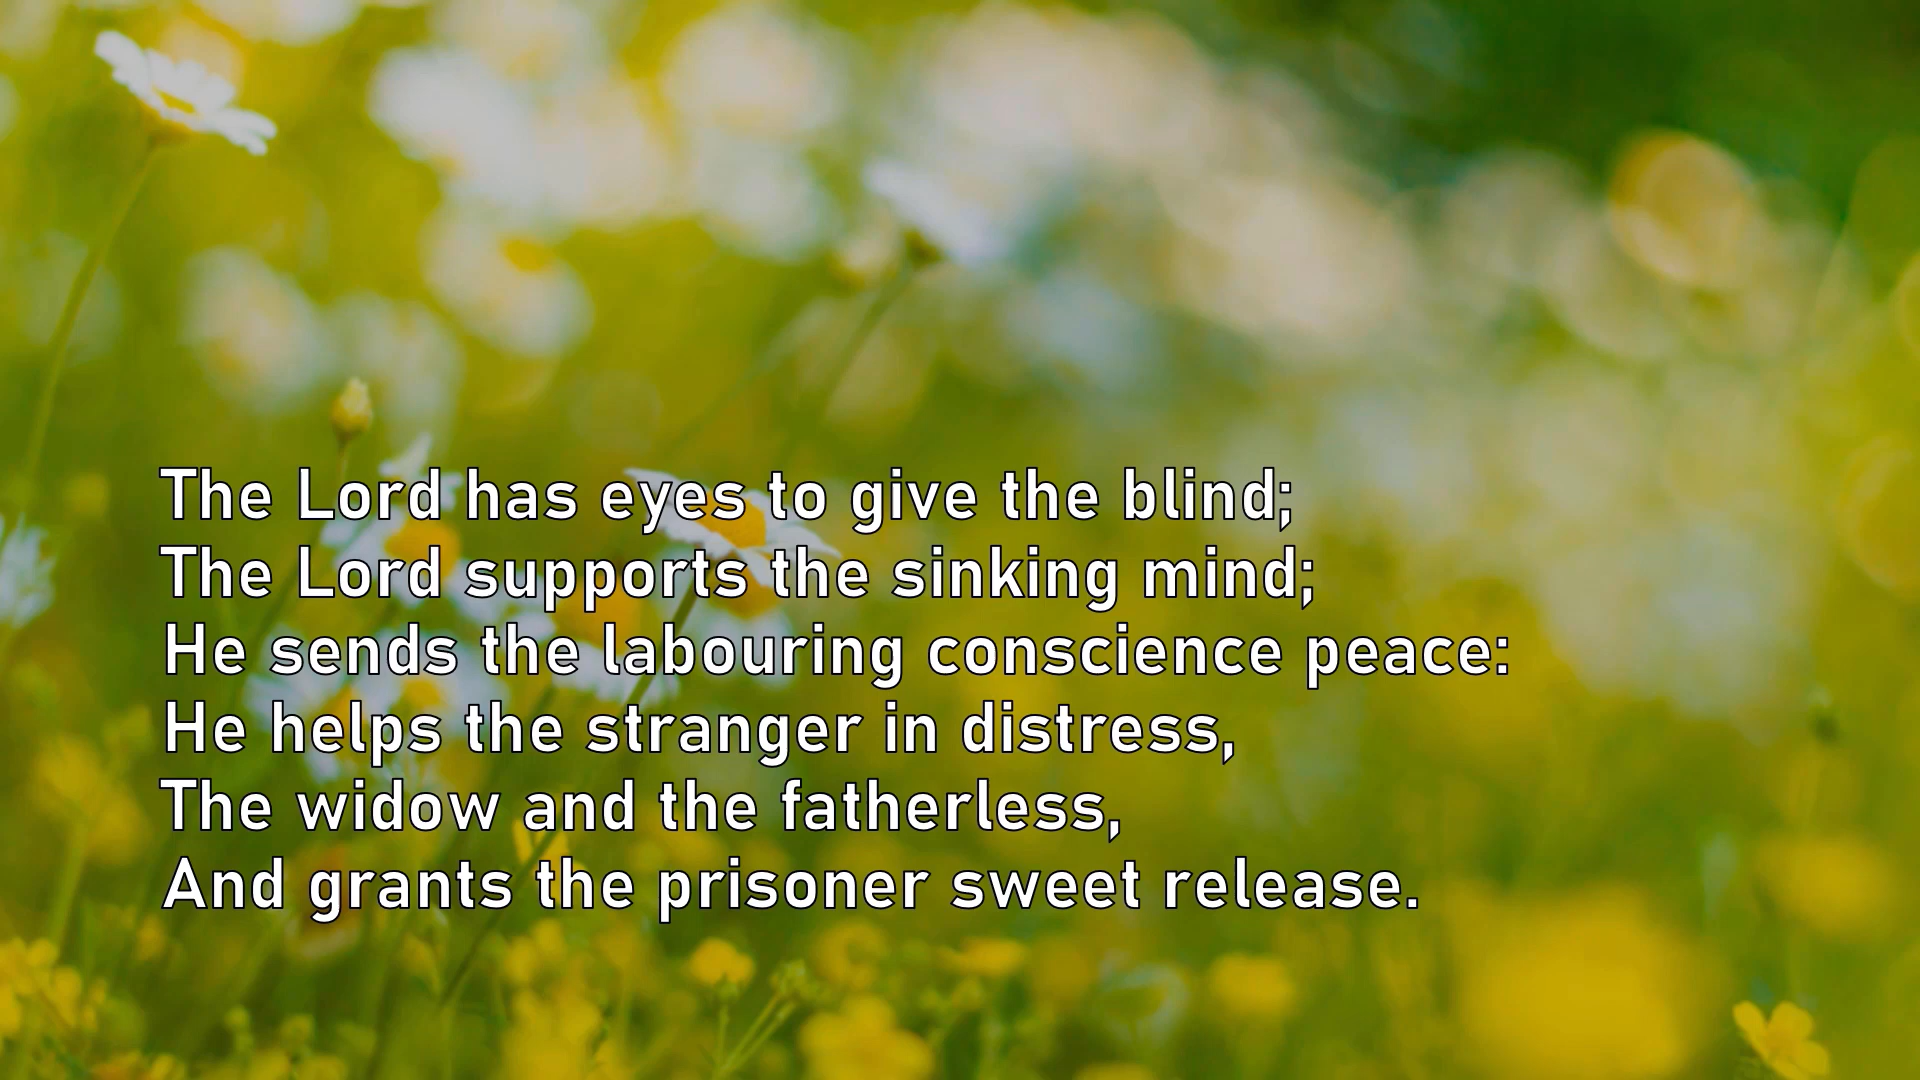 The Lord has eyes to give the blind;
The Lord supports the sinking mind;
He sends the labouring conscience peace:
He helps the stranger in distress,
The widow and the fatherless,
And grants the prisoner sweet release.